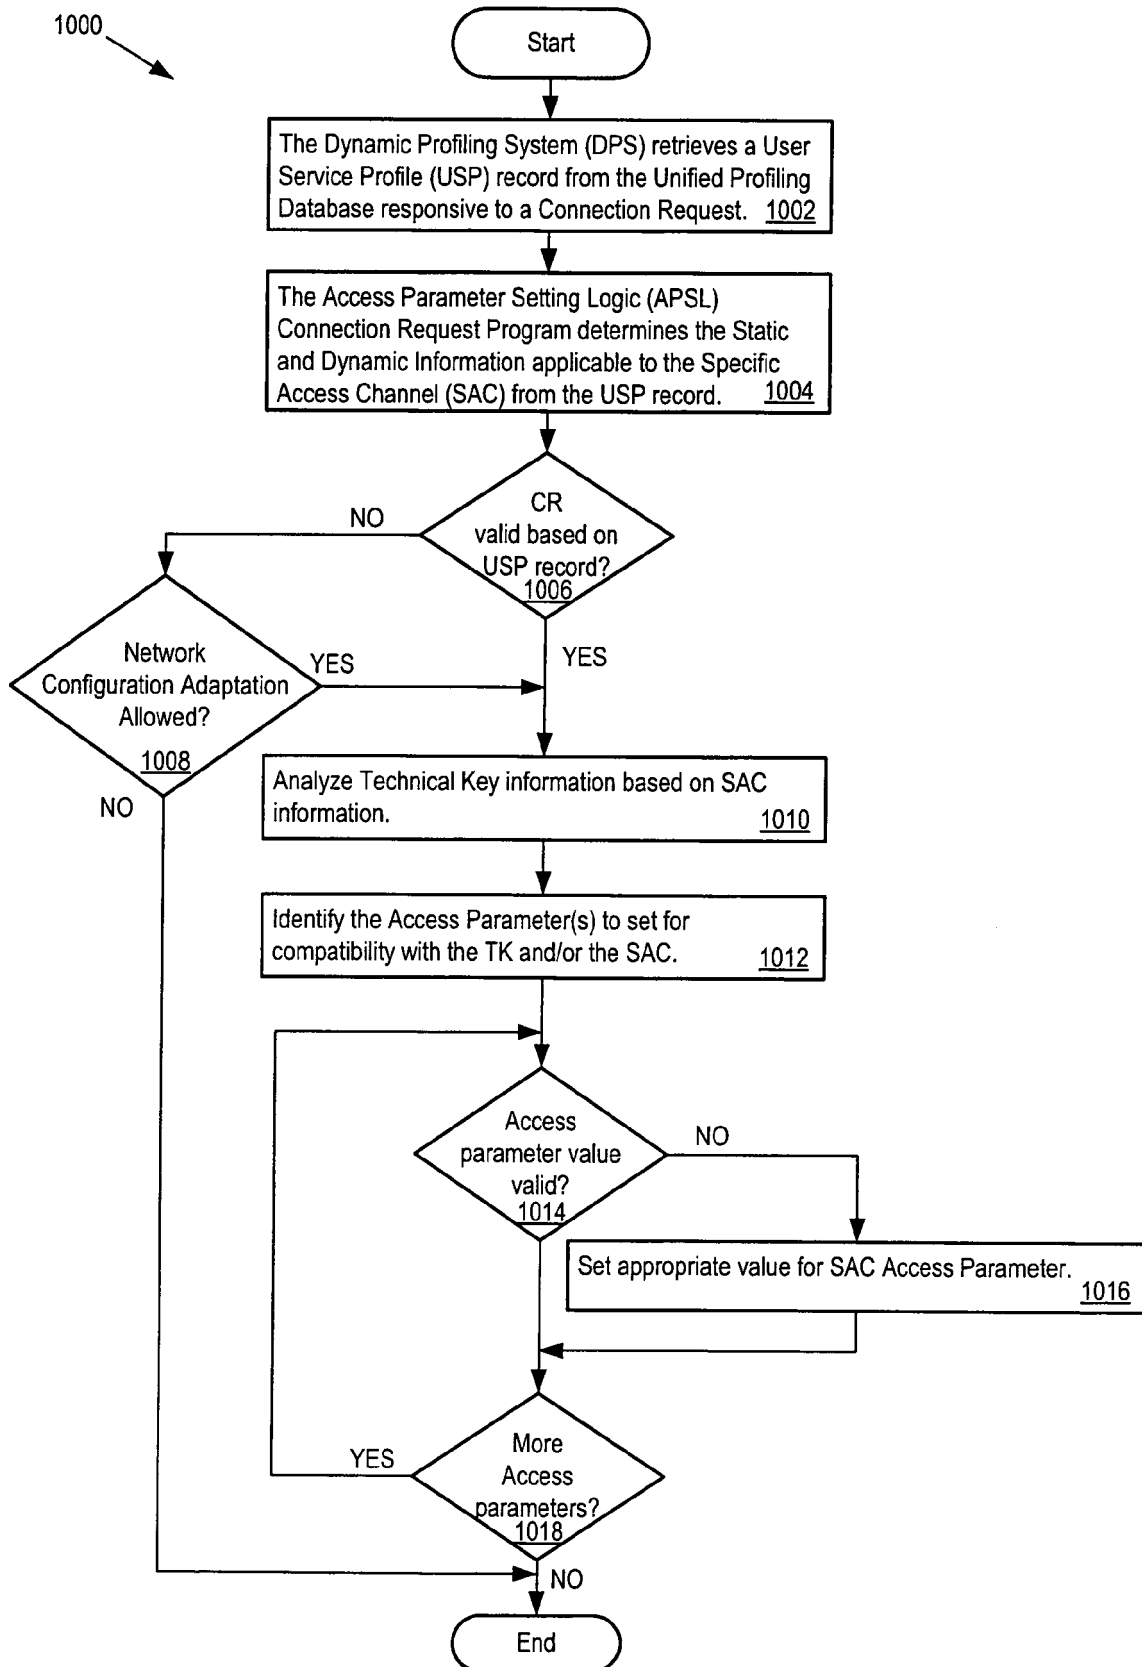 1000
Start
The Dynamic Profiling System (DPS) retrieves a User
Service Profile (USP) record from the Unified Profiling
Database responsive to a Connection Request. 1002
The Access Parameter Setting Logic (APSL)
Connection Request Program determines the Static
and Dynamic Information applicable to the Specific
Access Channel (SAC) from the USP record. 1004
CR
valid based on
USP record?
1006
NO
YES
Network
Configuration Adaptation
Allowed?
1008
YES
NO
Analyze Technical Key information based on SAC
information. 1010
Identify the Access Parameter(s) to set for
compatibility with the TK and/or the SAC. 1012
Access
parameter value
valid?
1014
NO
Set appropriate value for SAC Access Parameter.
1016
More
Access
parameters?
1018
YES
NO
End